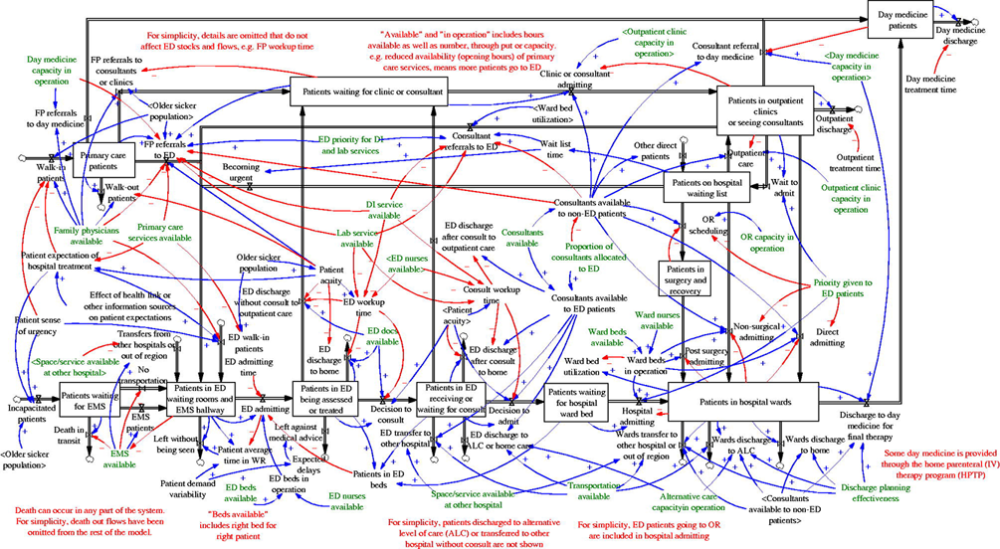 For simplicity, details are omitted that do not
affect ED stocks and flows, e.g. FP workup time
"Available" and "in operation" includes hours
available as well as number, through put or capacity.
e.g. reduced availability (opening hours) of primary
care services, means more patients go to ED
<Outpatient clinic
capacity in
operation>
Consultant referral
to day medicine
Day medicine
patients
Day medicine
discharge
<Day medicine
capacity in
operation>
Day medicine
treatment time
Day medicine
capacity in
operation
FP referrals to
consultants
or clinics
Clinic or consultant
admitting
Patients waiting for clinic or consultant
Patients in
outpatient
clinics
or seeing consultants
Outpatient
discharge
<Older sicker
population>
FP referrals
to day medicine
FP referrals
to ED
<Ward bed
utilization>
Consultant
referrals to ED
ED priority for DI
and lab services
Wait list
time
Other direct
patients
Outpatient
care
Outpatient
treatment time
Walk-in
patients
Primary care
patients
Becoming
urgent
Patients on hospital
waiting list
Wait to
admit
Outpatient clinic
capacity in
operation
Walk-out
patients
DI service
available
Consultants available
to non-ED patients
OR
scheduling
Family physicians
available
Primary care
services available
Lab service
available
ED discharge
after consult to
outpatient care
Consultants
available
Proportion of
consultants allocated
to ED
OR capacity in
operation
Patient expectation of
hospital treatment
Older sicker
population
Patient
acuity
<ED nurses
available>
Patients in
surgery and
recovery
Priority given to
ED patients
Effect of health link or
other information sources
on patient expectations
ED discharge
without consult to
outpatient care
ED workup
time
Consult workup
time
Consultants available
to ED patients
<Patient
acuity>
Ward nurses
available
Ward beds
available
Non-surgical
admitting
Direct
admitting
Patient sense
of urgency
Transfers from
other hospitals or
out of region
ED walk-in
patients
ED docs
available
ED
discharge
to home
ED discharge
after consult
to home
Ward bed
utilization
Ward beds
in operation
Post surgery
admitting
<Space/service available
at other hospital>
No
transportation
ED admitting
time
Incapacitated
patients
Patients waiting
for EMS
Patients in ED
waiting rooms and
EMS hallway
Patients in ED
being assessed
or treated
Patients in ED
receiving or
waiting for consult
Patients waiting
for hospital
ward bed
Patients in hospital wards
EMS
patients
ED admitting
Decision to
consult
Decision to
admit
Hospital
admitting
Discharge to day
medicine for
final therapy
Death in
transit
Left without
being seen
Left against
medical advice
ED transfer to
other hospital
ED discharge to
ALC or home care
Wards transfer to
other hospital or
out of region
Wards discharge
to ALC
Wards discharge
to home
<Older sicker
population>
EMS
available
Patient average
time in WR
Expected
delays
Patients in ED
beds
Some day medicine is provided
through the home parenteral (IV)
therapy program (HPTP)
Patient demand
variability
ED beds
available
ED beds in
operation
ED nurses
available
Space/service available
at other hospital
Transportation
available
Alternative care
capacityin operation
<Consultants
available to non-ED
patients>
Discharge planning
effectiveness
Death can occur in any part of the system.
For simplicity, death out flows have been
omitted from the rest of the model.
"Beds available"
includes right bed for
right patient
For simplicity, patients discharged to alternative
level of care (ALC) or transferred to other
hospital without consult are not shown
For simplicity, ED patients going to OR
are included in hospital admitting